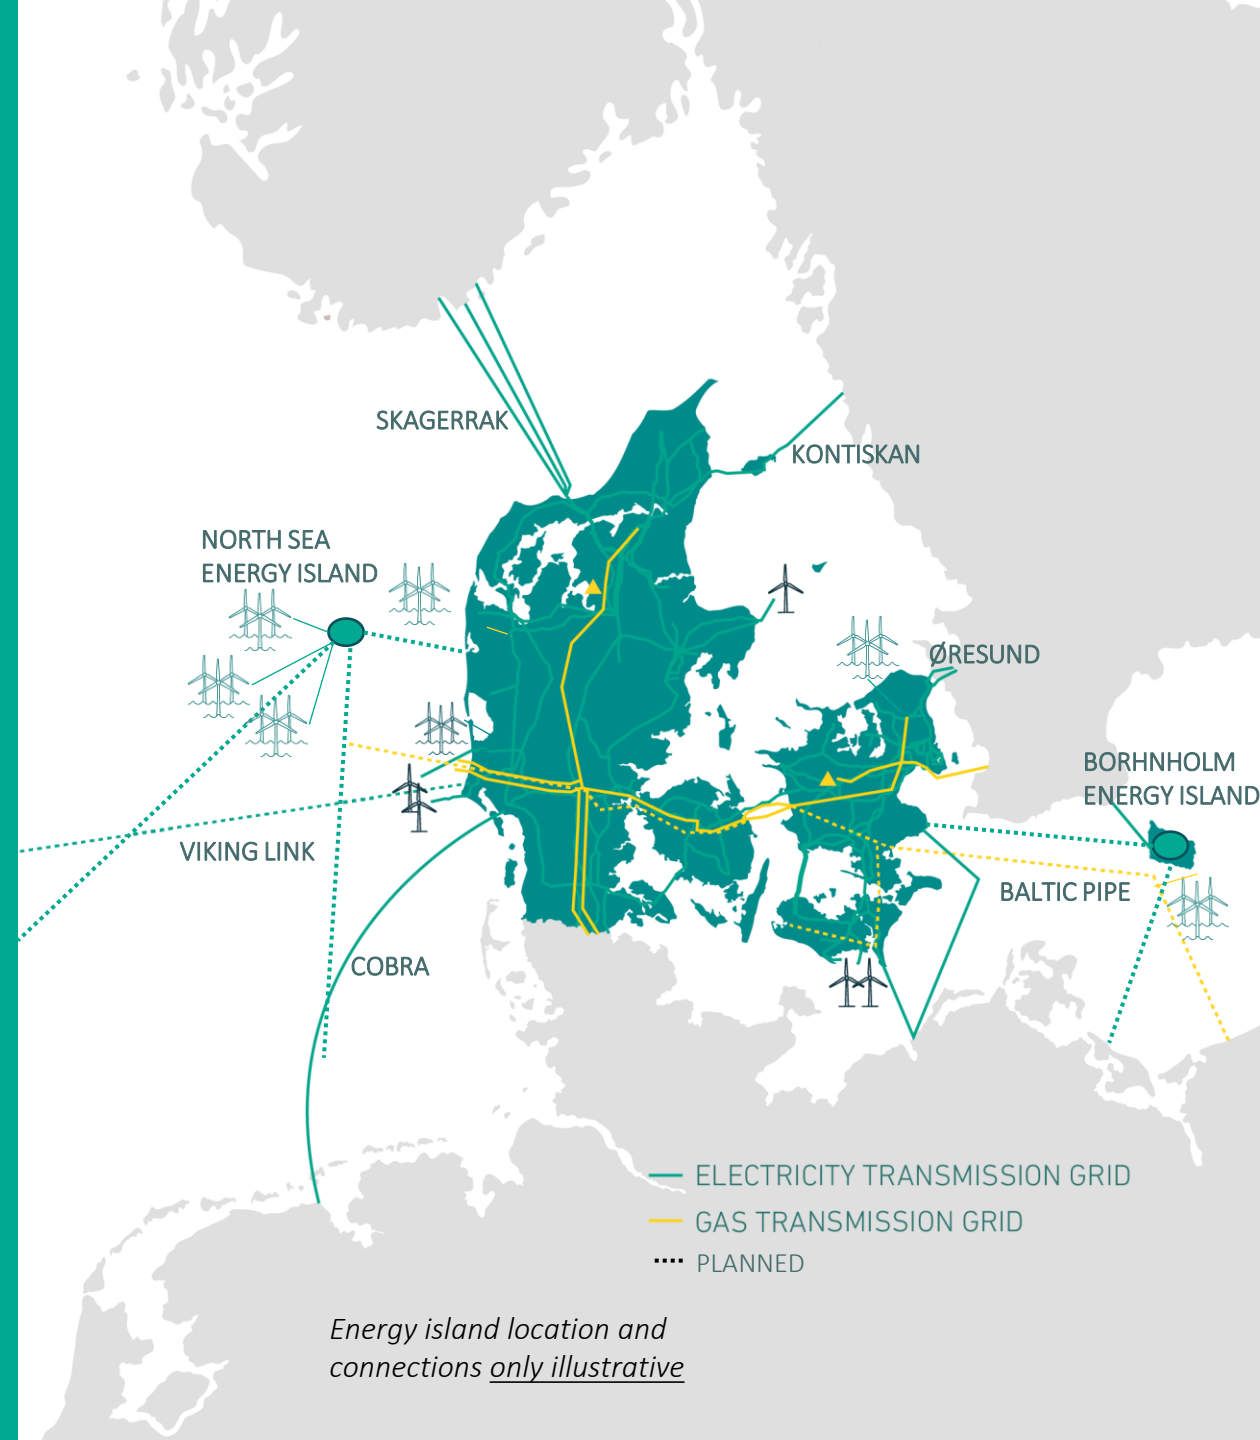 SKAGERRAK
KONTISKAN
NORTH SEA
ENERGY ISLAND
ØRESUND
BORHNHOLM
ENERGY ISLAND
VIKING LINK
BALTIC PIPE
COBRA
ELECTRICITY TRANSMISSION GRID
GAS TRANSMISSION GRID
PLANNED
Energy island location and
connections only illustrative